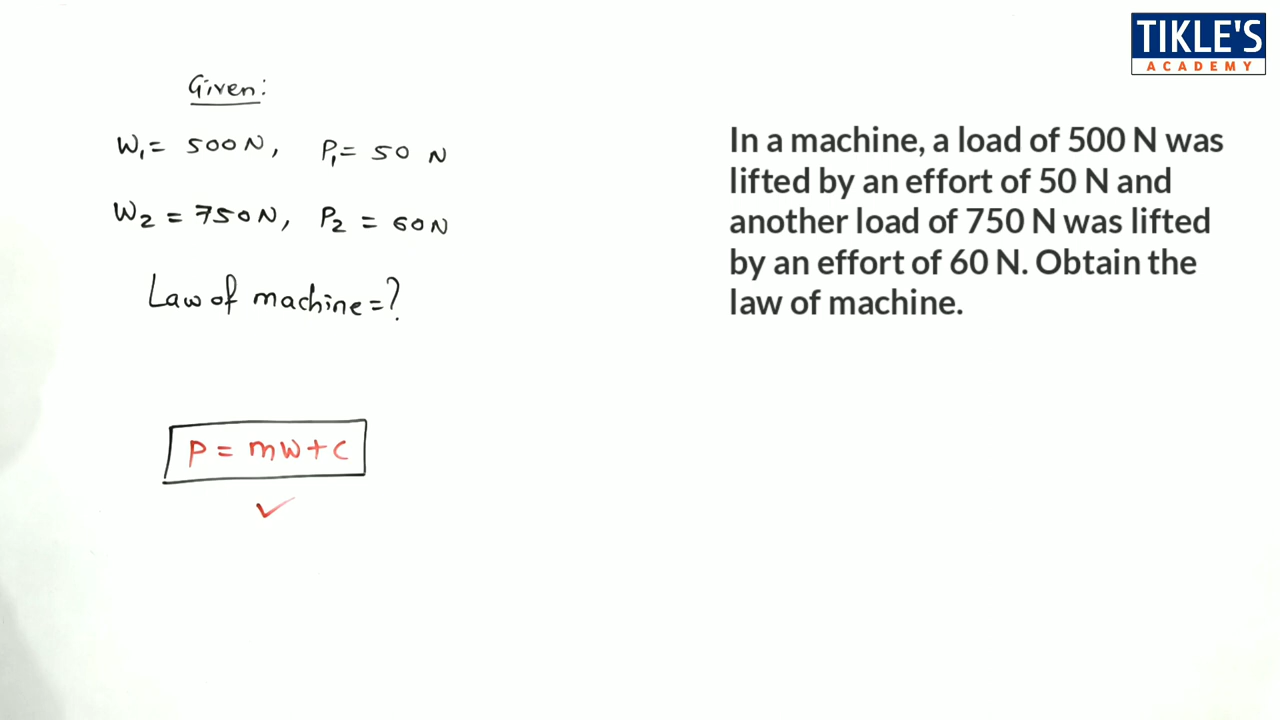 TIKLE'S
ACADEMY
Given:
W₁ = 500 N, P₁ = 50 N
W₂ = 750 N, P₂ = 60 N
Law of machine = ?
P = mW + C
✓
In a machine, a load of 500 N was
lifted by an effort of 50 N and
another load of 750 N was lifted
by an effort of 60 N. Obtain the
law of machine.